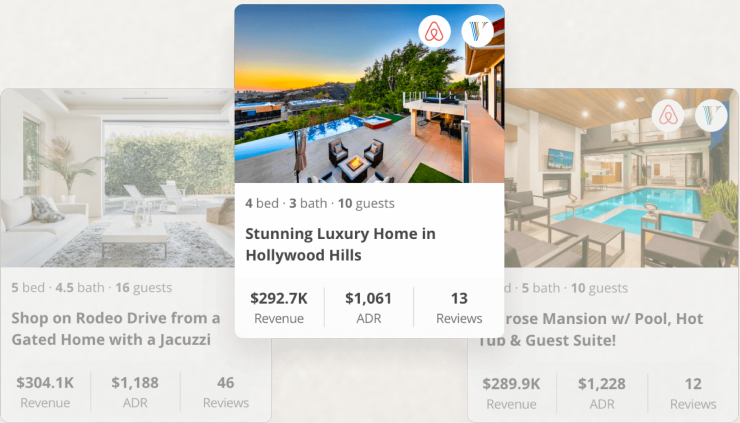 5 bed · 4.5 bath · 16 guests
Shop on Rodeo Drive from a
Gated Home with a Jacuzzi
$304.1K $1,188 46
Revenue ADR Reviews
4 bed · 3 bath · 10 guests
Stunning Luxury Home in
Hollywood Hills
$292.7K $1,061 13
Revenue ADR Reviews
5 bath · 10 guests
Mansion w/ Pool, Hot
Tub & Guest Suite!
$289.9K $1,228 12
Revenue ADR Reviews